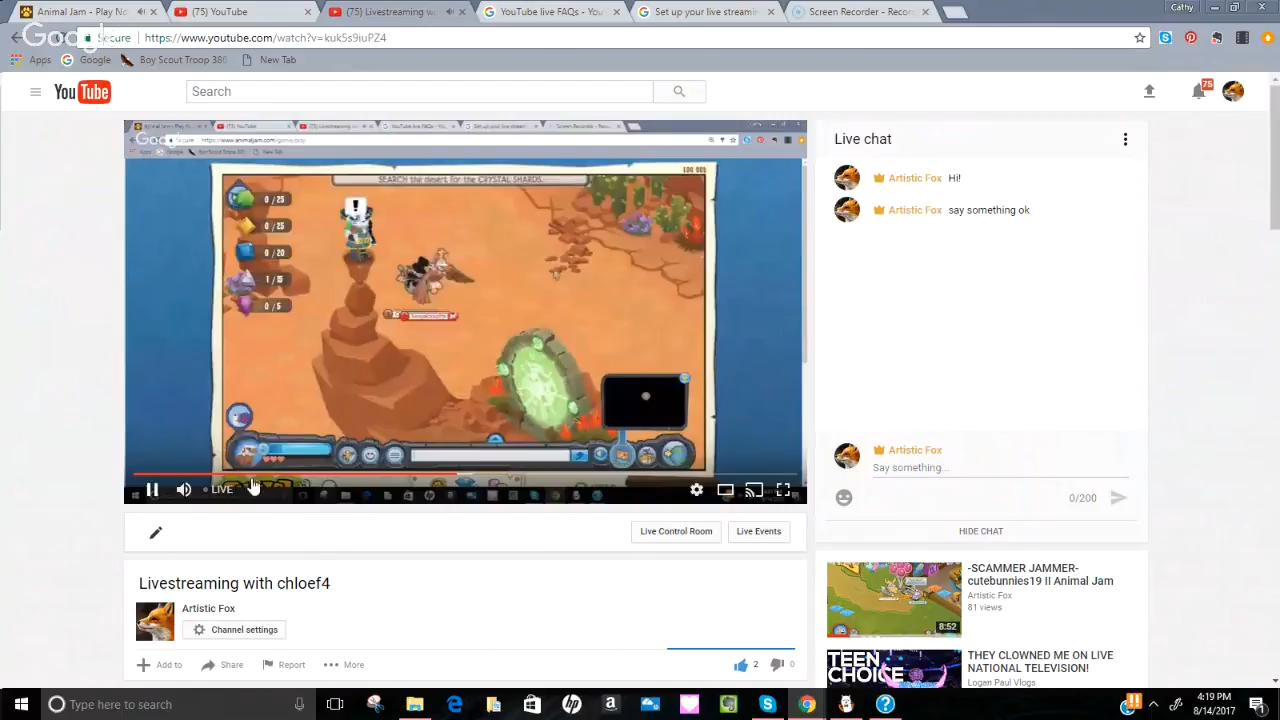 Animal Jam - Play No
(75) YouTube
(75) Livestreaming w
YouTube live FAQs - You
Set up your live streami
Screen Recorder - Recor
Cathy
Secure
https://www.youtube.com/watch?v=kuk5s9iuPZ4
Apps
Google
Boy Scout Troop 380
New Tab
YouTube
Search
75
SEARCH the desert for the CRYSTAL SHARDS.
0 / 25
0 / 25
0 / 20
1 / 15
0 / 5
LIVE
Live chat
Artistic Fox Hi!
Artistic Fox say something ok
Artistic Fox
Say something...
0/200
HIDE CHAT
Live Control Room
Live Events
Livestreaming with chloef4
Artistic Fox
Channel settings
Add to
Share
Report
More
2
0
-SCAMMER JAMMER-
cutebunnies19 II Animal Jam
Artistic Fox
81 views
8:52
TEEN
CHOICE
THEY CLOWNED ME ON LIVE
NATIONAL TELEVISION!
Logan Paul Vlogs
Type here to search
4:19 PM
8/14/2017